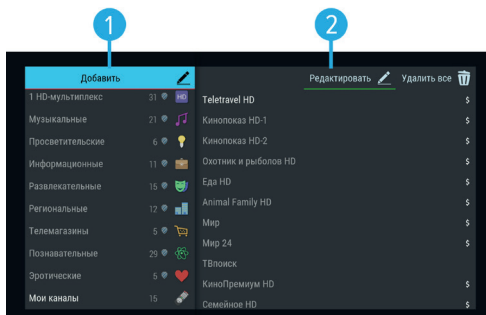 1 2
Добавить
1 HD-мультиплекс 31 HD
Музыкальные 21
Просветительские 6
Информационные 11
Развлекательные 15
Региональные 12
Телемагазины 5
Познавательные 29
Эротические 5
Мои каналы 15
Редактировать Удалить все
Teletravel HD $
Кинопоказ HD-1 $
Кинопоказ HD-2 $
Охотник и рыболов HD $
Еда HD $
Animal Family HD $
Мир $
Мир 24 $
ТВпоиск
КиноПремиум HD $
Семейное HD $